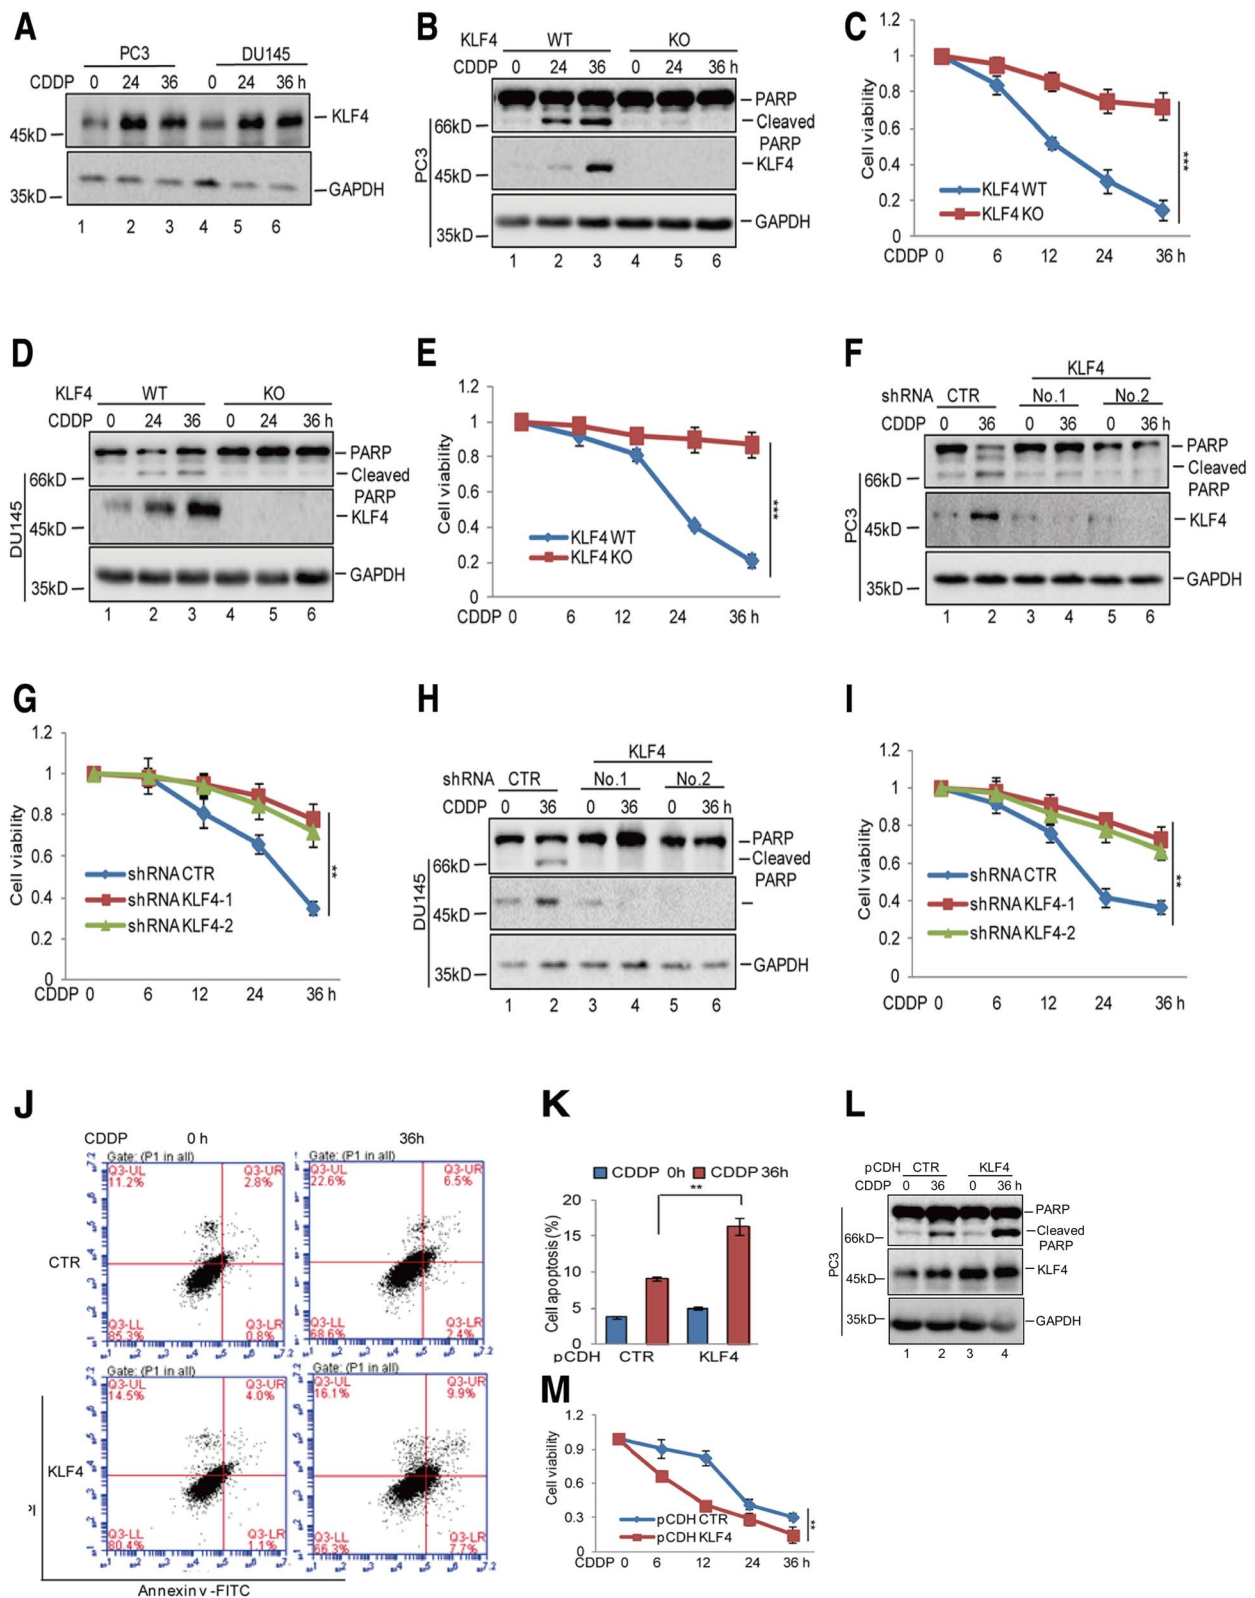 A
PC3 DU145
CDDP 0 24 36 0 24 36 h
KLF4
45kD
GAPDH
35kD
1 2 3 4 5 6
B
KLF4 WT KO
CDDP 0 24 36 0 24 36 h
PARP
66kD Cleaved
PARP
KLF4
45kD
PC3
GAPDH
35kD
1 2 3 4 5 6
C
1.2
1
0.8
0.6
0.4
0.2
0
Cell viability
KLF4 WT
KLF4 KO
***
CDDP 0 6 12 24 36 h
D
KLF4 WT KO
CDDP 0 24 36 0 24 36 h
PARP
66kD Cleaved
PARP
KLF4
45kD
DU145
GAPDH
35kD
1 2 3 4 5 6
E
1.2
1
0.8
0.6
0.4
0.2
0
Cell viability
KLF4 WT
KLF4 KO
***
CDDP 0 6 12 24 36 h
F
KLF4
shRNA CTR No.1 No.2
CDDP 0 36 0 36 0 36 h
PARP
Cleaved
66kD PARP
KLF4
45kD
PC3
GAPDH
35kD
1 2 3 4 5 6
G
1.2
1
0.8
0.6
0.4
0.2
0
Cell viability
shRNA CTR
shRNA KLF4-1
shRNA KLF4-2
**
CDDP 0 6 12 24 36 h
H
KLF4
shRNA CTR No.1 No.2
CDDP 0 36 0 36 0 36 h
PARP
66kD Cleaved
PARP
45kD
DU145
GAPDH
35kD
1 2 3 4 5 6
I
1.2
1
0.8
0.6
0.4
0.2
0
Cell viability
shRNA CTR
shRNA KLF4-1
shRNA KLF4-2
**
CDDP 0 6 12 24 36 h
J
CDDP 0 h 36h
CTR
Gate: (P1 in all)
Q3-UL Q3-UR
11.2% 2.8%
Q3-LL Q3-LR
85.3% 0.8%
Gate: (P1 in all)
Q3-UL Q3-UR
22.6% 6.5%
Q3-LL Q3-LR
68.6% 2.4%
KLF4
Gate: (P1 in all)
Q3-UL Q3-UR
14.5% 4.0%
Q3-LL Q3-LR
80.4% 1.1%
Gate: (P1 in all)
Q3-UL Q3-UR
16.1% 9.9%
Q3-LL Q3-LR
66.3% 7.7%
Annexin v -FITC
K
CDDP 0h CDDP 36h
**
20
15
10
5
0
Cell apoptosis (%)
pCDH CTR KLF4
L
pCDH CTR KLF4
CDDP 0 36 0 36 h
PARP
Cleaved
66kD PARP
KLF4
45kD
PC3
35kD GAPDH
1 2 3 4
M
1.2
0.9
0.6
0.3
0
Cell viability
pCDH CTR
pCDH KLF4
**
CDDP 0 6 12 24 36 h